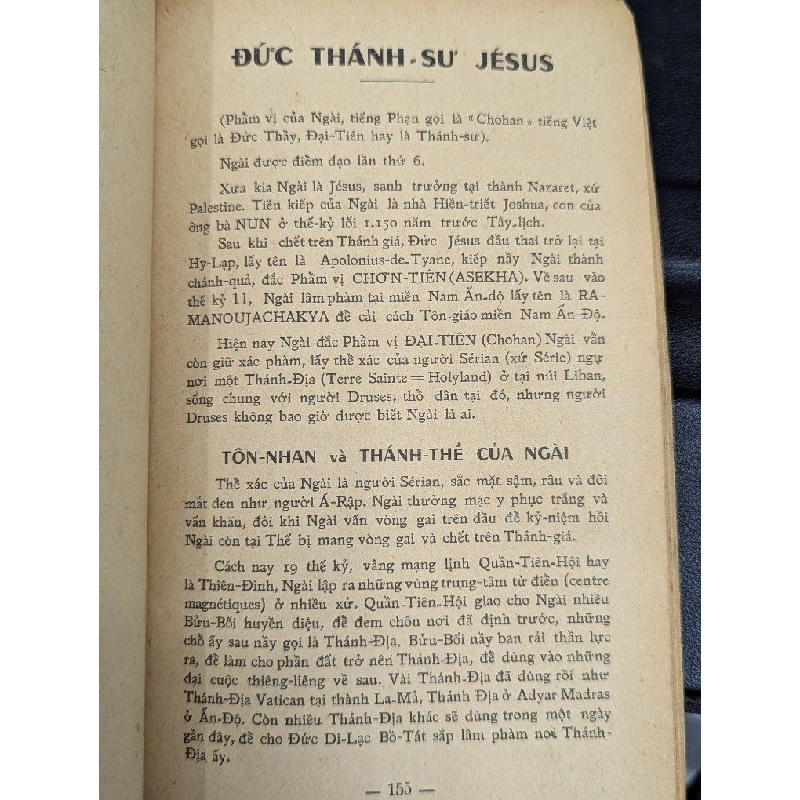 ĐỨC THÁNH-SƯ JÉSUS
(Phẩm vị của Ngài, tiếng Phạn gọi là « Chohan » tiếng Việt
gọi là Đức Thầy, Đại-Tiên hay là Thánh-sư).
Ngài được điểm đạo lần thứ 6.
Xưa kia Ngài là Jésus, sanh trưởng tại thành Nazaret, xứ
Palestine. Tiền kiếp của Ngài là nhà Hiền-triết Joshua, con của
ông bà NUN ở thế-kỷ lối 1.150 năm trước Tây-lịch.
Sau khi chết trên Thánh giá, Đức Jésus đầu thai trở lại tại
Hy-Lạp, lấy tên là Apolonius-de-Tyane, kiếp nầy Ngài thành
chánh-quả, đắc Phẩm vị CHƠN-TIÊN (ASEKHA). Về sau vào
thế kỷ 11, Ngài lâm phàm tại miền Nam Ấn-độ lấy tên là RA-
MANOUJACHAKYA để cải cách Tôn-giáo miền Nam Ấn-Độ.
Hiện nay Ngài đắc Phẩm vị ĐẠI-TIÊN (Chohan) Ngài vẫn
còn giữ xác phàm, lấy thể xác của người Sérian (xứ Série) ngự
nơi một Thánh-Địa (Terre Sainte = Holyland) ở tại núi Liban,
sống chung với người Druses, thổ dân tại đó, nhưng người
Druses không bao giờ được biết Ngài là ai.
TÔN-NHAN và THÁNH-THỂ CỦA NGÀI
Thể xác của Ngài là người Sérian, sắc mặt sậm, râu và đôi
mắt đen như người Á-Rập. Ngài thường mạc y phục trắng và
vấn khăn, đôi khi Ngài vấn vòng gai trên đầu để kỷ-niệm hồi
Ngài còn tại Thế bị mang vòng gai và chết trên Thánh-giá.
Cách nay 19 thế kỷ, vâng mạng lịnh Quần-Tiên-Hội hay
là Thiên-Đình, Ngài lập ra những vùng trung-tâm từ điển (centre
magnétiques) ở nhiều xứ. Quần-Tiên-Hội giao cho Ngài nhiều
Bửu-Bối huyền diệu, để đem chôn nơi đã định trước, những
chỗ ấy sau nầy gọi là Thánh-Địa. Bửu-Bối nầy ban rải thần lực
ra, để làm cho phần đất trở nên Thánh-Địa, để dùng vào những
đại cuộc thiêng-liêng về sau. Vài Thánh-Địa đã dùng rồi như
Thánh-Địa Vatican tại thành La-Mã, Thánh Địa ở Adyar Madras
ở Ấn-Độ. Còn nhiều Thánh-Địa khác sẽ dùng trong một ngày
gần đây, để cho Đức Di-Lạc Bồ-Tát sắp lâm phàm nơi Thánh-
Địa ấy.
— 155 —